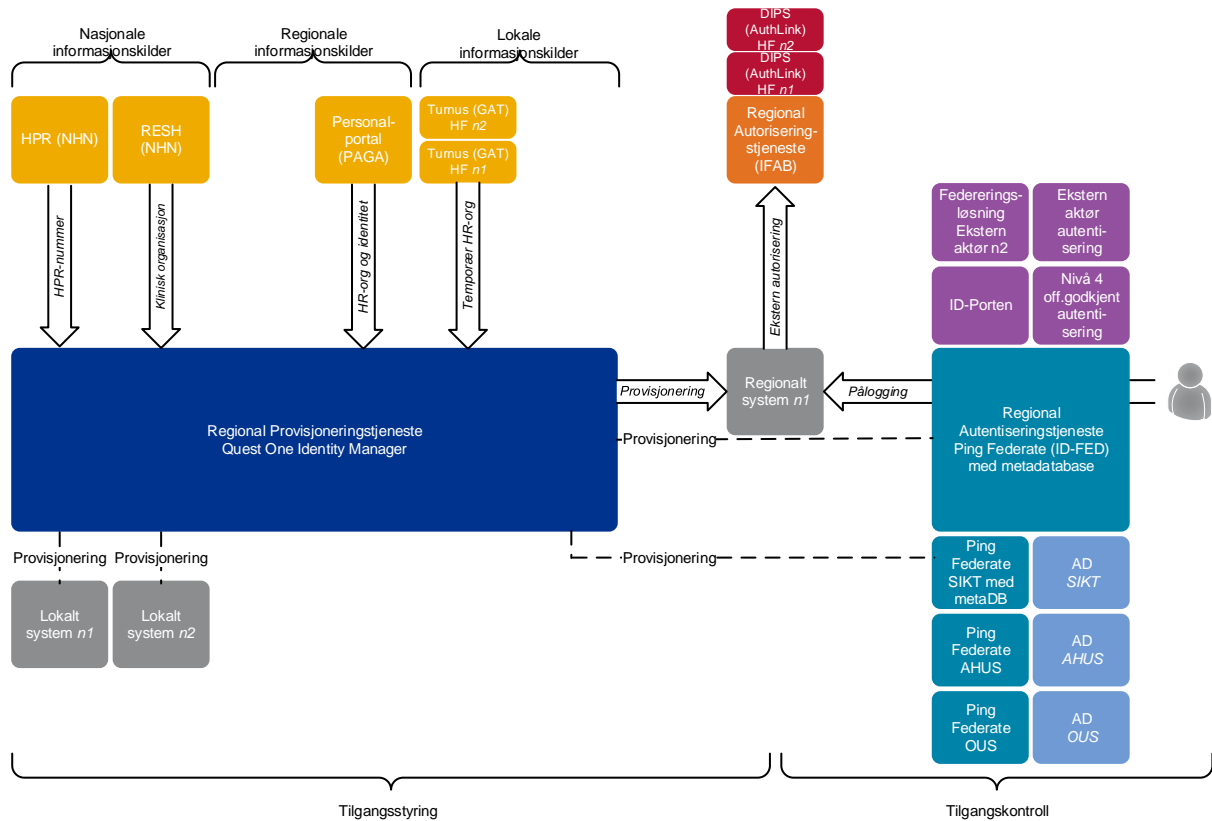 Nasjonale
informasjonskilder
Regionale
informasjonskilder
Lokale
informasjonskilder
DIPS
(AuthLink)
HF n2
DIPS
(AuthLink)
HF n1
HPR (NHN)
RESH
(NHN)
Personal-
portal
(PAGA)
Turnus (GAT)
HF n2
Turnus (GAT)
HF n1
Regional
Autorisering-
stjeneste
(IFAB)
HPR-nummer
Klinisk organisasjon
HR-org og identitet
Temporær HR-org
Ekstern autorisering
Federerings-
løsning
Ekstern
aktør n2
Ekstern
aktør
autenti-
sering
ID-Porten
Nivå 4
off.godkjent
autenti-
sering
Regional Provisjoneringstjeneste
Quest One Identity Manager
Provisjonering
Regionalt
system n1
Pålogging
Provisjonering
Regional
Autentiseringstjeneste
Ping Federate (ID-FED)
med metadatabase
Provisjonering
Provisjonering
Provisjonering
Lokalt
system n1
Lokalt
system n2
Ping
Federate
SIKT med
metaDB
AD
SIKT
Ping
Federate
AHUS
AD
AHUS
Ping
Federate
OUS
AD
OUS
Tilgangsstyring
Tilgangskontroll